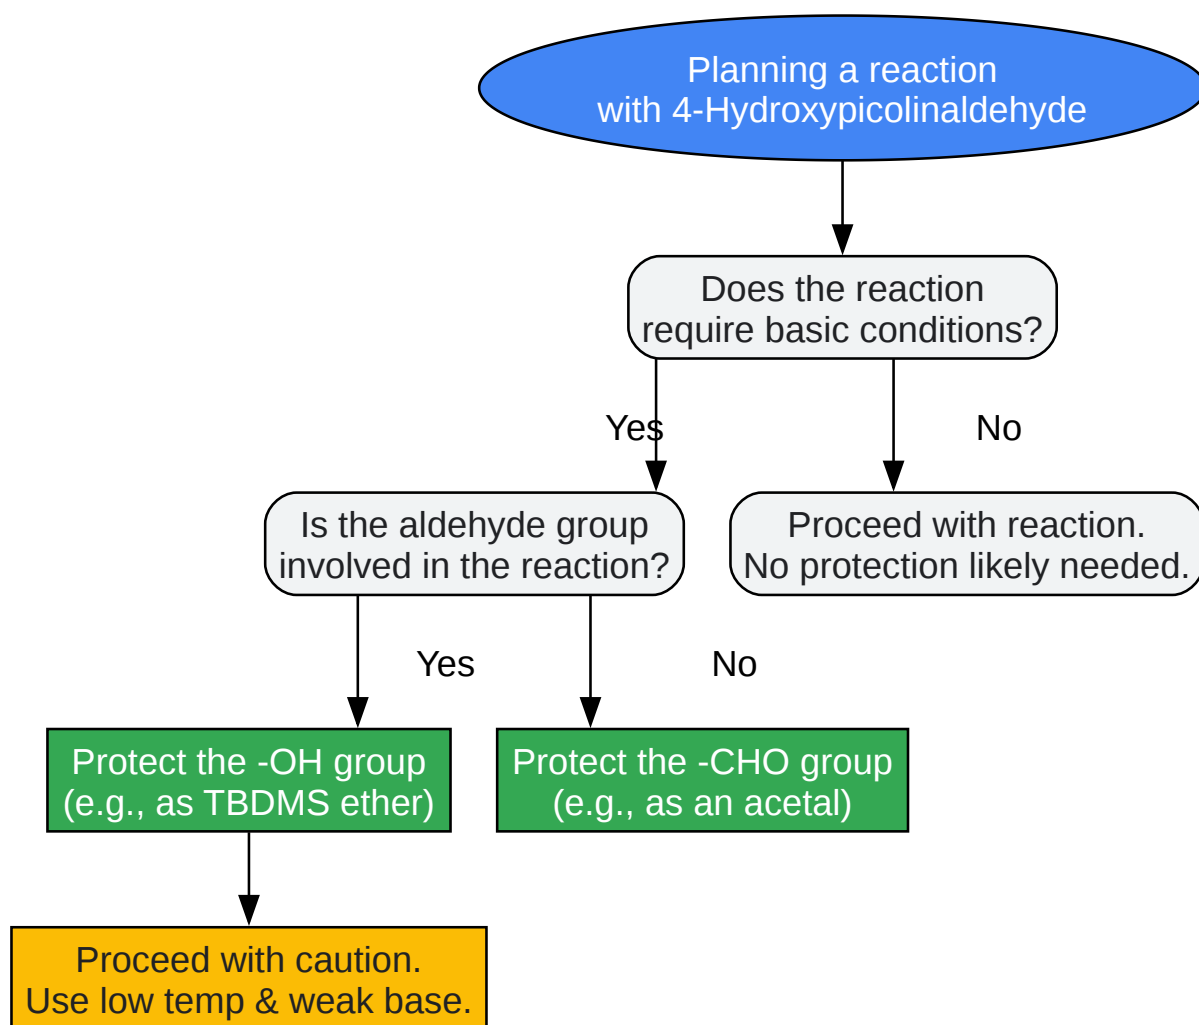 Planning a reaction
with 4-Hydroxypicolinaldehyde
Does the reaction
require basic conditions?
Yes
No
Is the aldehyde group
involved in the reaction?
Proceed with reaction.
No protection likely needed.
Yes
No
Protect the -OH group
(e.g., as TBDMS ether)
Protect the -CHO group
(e.g., as an acetal)
Proceed with caution.
Use low temp & weak base.